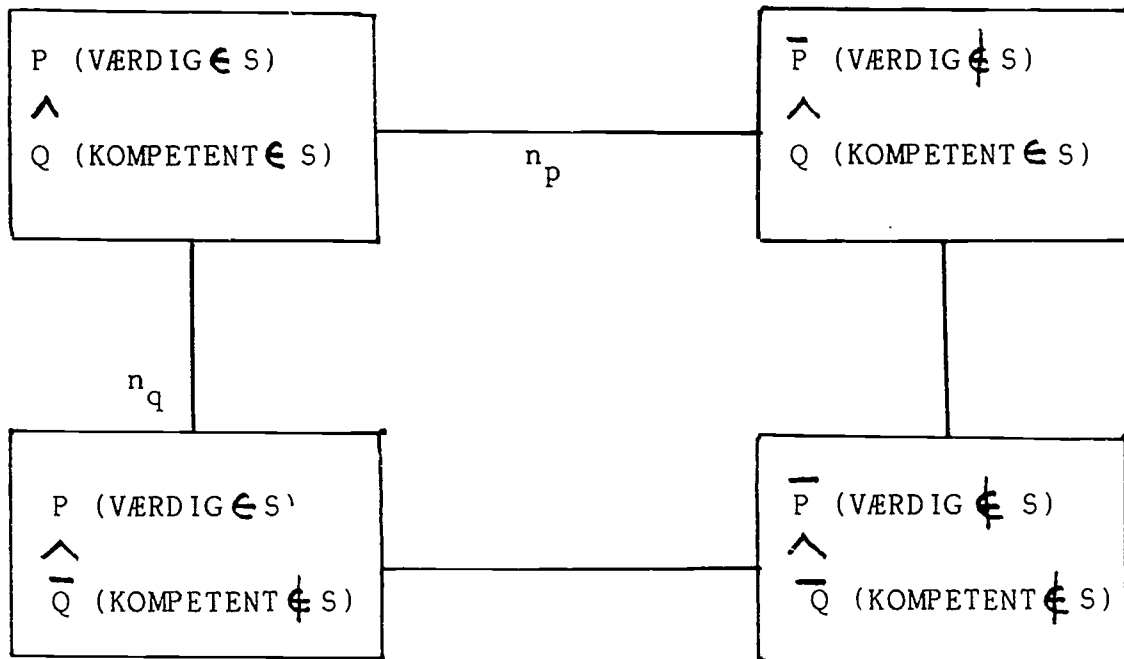 P (VÆRDIG ∈ S)
∧
Q (KOMPETENT ∈ S)
n_p
P̅ (VÆRDIG ∉ S)
∧
Q (KOMPETENT ∈ S)
n_q
P (VÆRDIG ∈ S)
∧
Q̅ (KOMPETENT ∉ S)
P̅ (VÆRDIG ∉ S)
∧
Q̅ (KOMPETENT ∉ S)